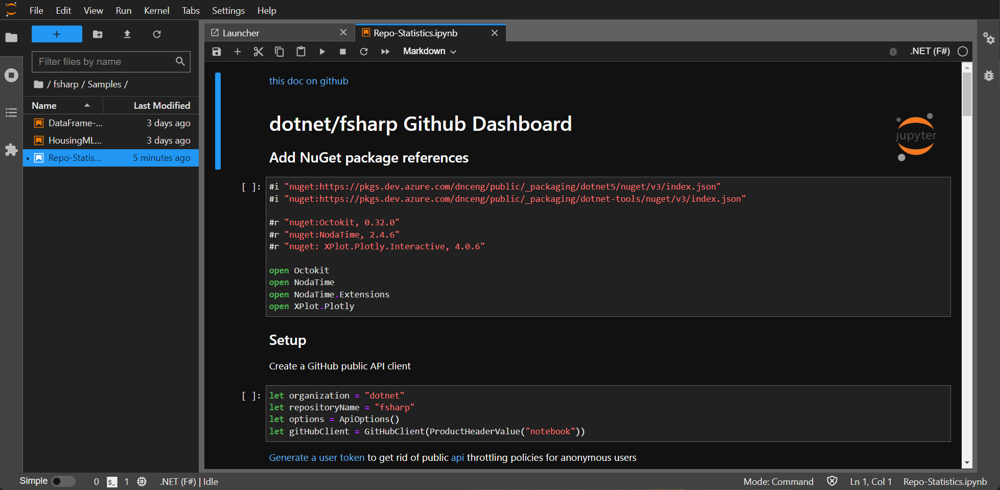 File Edit View Run Kernel Tabs Settings Help
+
Filter files by name
/ fsharp / Samples /
Name Last Modified
DataFrame-... 3 days ago
HousingML... 3 days ago
• Repo-Statis... 5 minutes ago
Launcher
Repo-Statistics.ipynb
Markdown
.NET (F#)
this doc on github
dotnet/fsharp Github Dashboard
jupyter
Add NuGet package references
[ ]:
#i "nuget:https://pkgs.dev.azure.com/dnceng/public/_packaging/dotnet5/nuget/v3/index.json"
#i "nuget:https://pkgs.dev.azure.com/dnceng/public/_packaging/dotnet-tools/nuget/v3/index.json"
#r "nuget:Octokit, 0.32.0"
#r "nuget:NodaTime, 2.4.6"
#r "nuget: XPlot.Plotly.Interactive, 4.0.6"
open Octokit
open NodaTime
open NodaTime.Extensions
open XPlot.Plotly
Setup
Create a GitHub public API client
[ ]:
let organization = "dotnet"
let repositoryName = "fsharp"
let options = ApiOptions()
let gitHubClient = GitHubClient(ProductHeaderValue("notebook"))
Generate a user token to get rid of public api throttling policies for anonymous users
Simple 0 $_ 1 .NET (F#) | Idle
Mode: Command Ln 1, Col 1 Repo-Statistics.ipynb